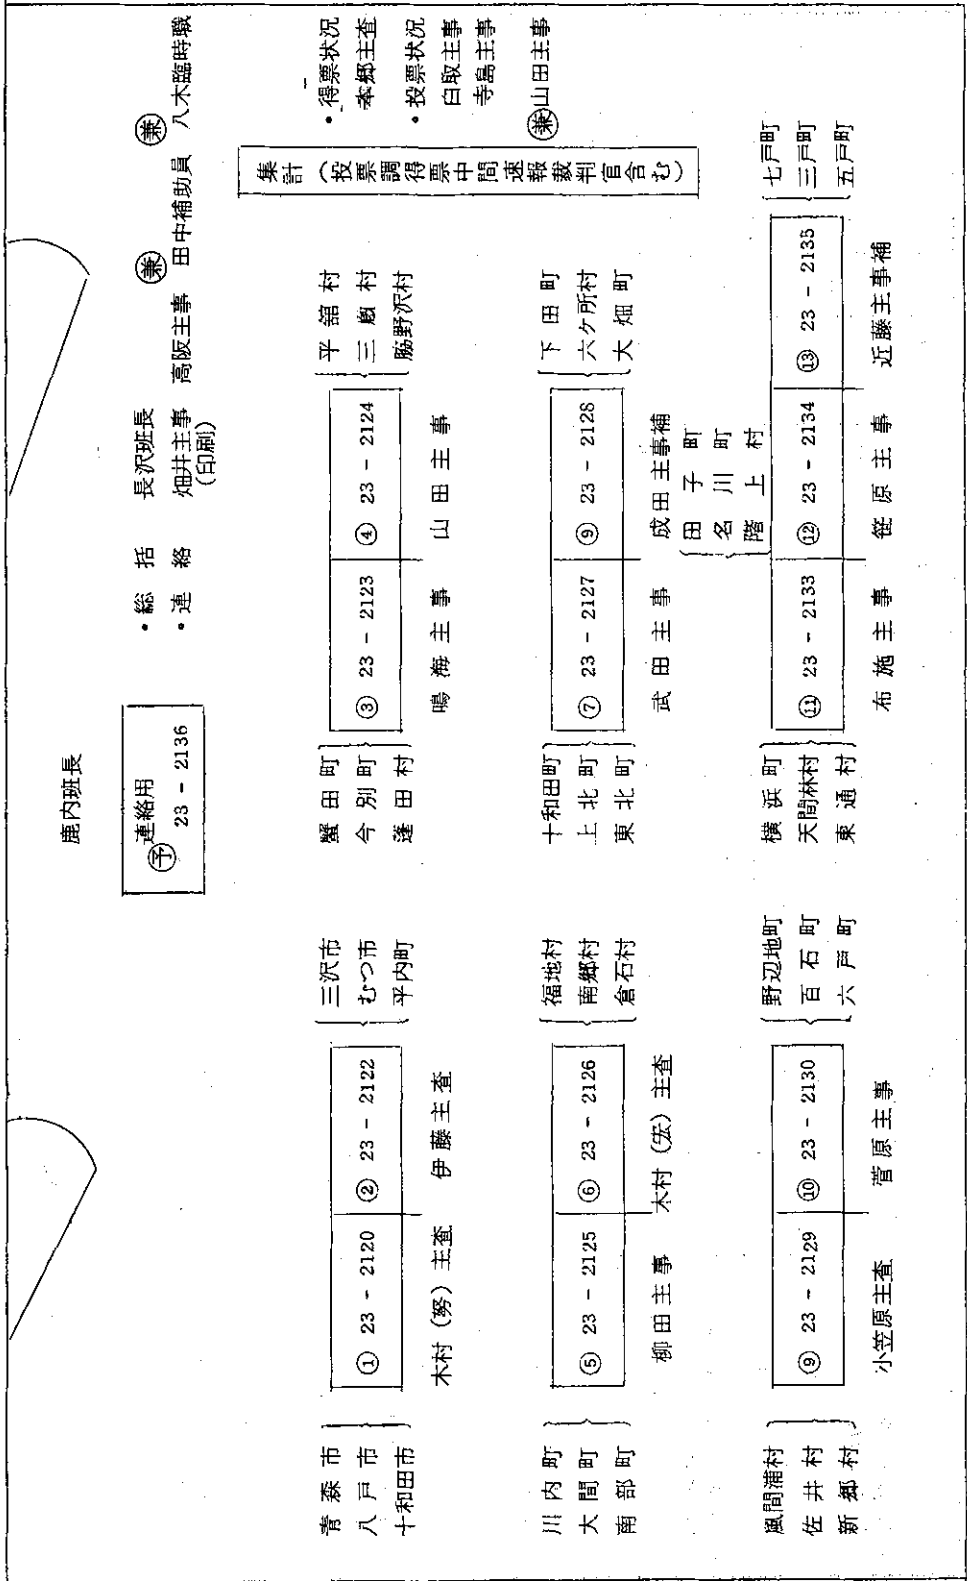 鹿内班長
連絡用
㊝ 23 - 2136
・総括 長沢班長 高阪主事 ㊒ 田中補助員 ㊒ 八木臨時職
・連絡 畑井主事
(印刷)
青森市
八戸市
十和田市
① 23 - 2120
② 23 - 2122
木村(努)主査
伊藤主査
三沢市
むつ市
平内町
蟹田町
今別町
蓬田村
③ 23 - 2123
④ 23 - 2124
鳴海主事
山田主事
平舘村
三厩村
脇野沢村
集計(投票調得票中間速報裁判官含む)
・得票状況
本郷主査
・投票状況
白取主事
寺島主事
兼 山田主事
川内町
大間町
南部町
⑤ 23 - 2125
⑥ 23 - 2126
柳田主事
木村(宏)主査
福地村
南郷村
倉石村
十和田町
上北町
東北町
⑦ 23 - 2127
⑨ 23 - 2128
武田主事
成田主事補
下田町
六ケ所村
大畑町
風間浦村
佐井村
新郷村
⑨ 23 - 2129
⑩ 23 - 2130
小笠原主査
菅原主事
野辺地町
百石町
六戸町
横浜町
天間林村
東通村
⑪ 23 - 2133
⑫ 23 - 2134
⑬ 23 - 2135
布施主事
笹原主事
近藤主事補
田子町
名川町
階上村
七戸町
三戸町
五戸町